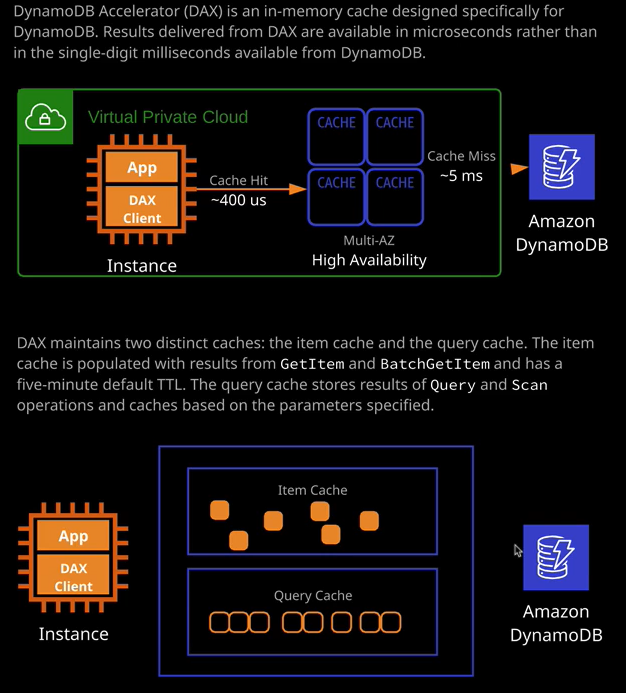 DynamoDB Accelerator (DAX) is an in-memory cache designed specifically for
DynamoDB. Results delivered from DAX are available in microseconds rather than
in the single-digit milliseconds available from DynamoDB.
Virtual Private Cloud
App
DAX
Client
Instance
Cache Hit
~400 us
CACHE CACHE
CACHE CACHE
Multi-AZ
High Availability
Cache Miss
~5 ms
Amazon
DynamoDB
DAX maintains two distinct caches: the item cache and the query cache. The item
cache is populated with results from GetItem and BatchGetItem and has a
five-minute default TTL. The query cache stores results of Query and Scan
operations and caches based on the parameters specified.
App
DAX
Client
Instance
Item Cache
Query Cache
Amazon
DynamoDB